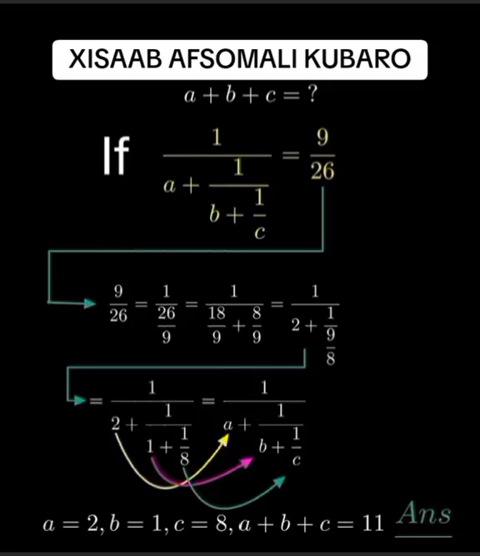 XISAAB AFSOMALI KUBARO
a + b + c = ?
If 1/(a + 1/(b + 1/c)) = 9/26
9/26 = 1/(26/9) = 1/(18/9 + 8/9) = 1/(2 + 1/(9/8))
= 1/(2 + 1/(1 + 1/8)) = 1/(a + 1/(b + 1/c))
a = 2, b = 1, c = 8, a + b + c = 11 Ans